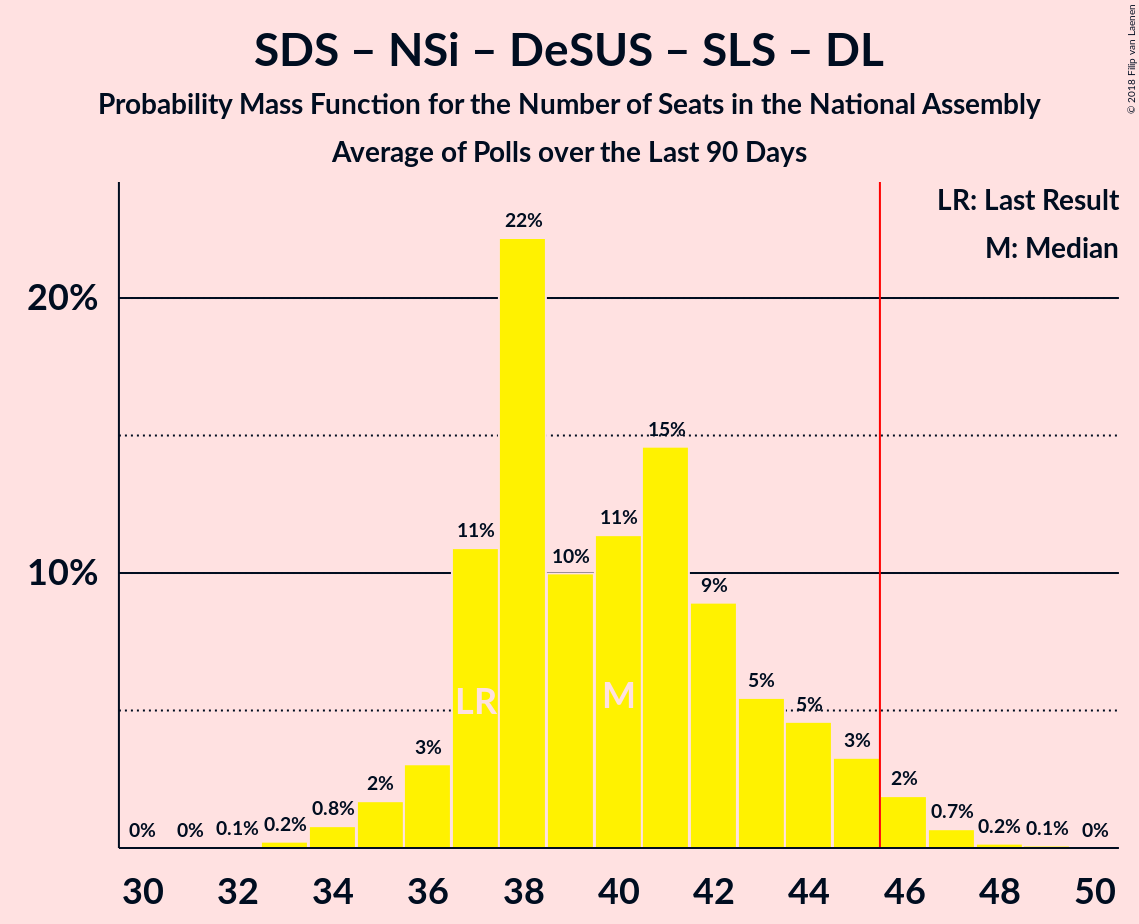 SDS – NSi – DeSUS – SLS – DL
Probability Mass Function for the Number of Seats in the National Assembly
Average of Polls over the Last 90 Days
© 2018 Filip van Laenen
LR: Last Result
M: Median
20%
10%
0%
0%
0.1%
0.2%
0.8%
2%
3%
11%
22%
10%
11%
15%
9%
5%
5%
3%
2%
0.7%
0.2%
0.1%
0%
LR
M
30 32 34 36 38 40 42 44 46 48 50